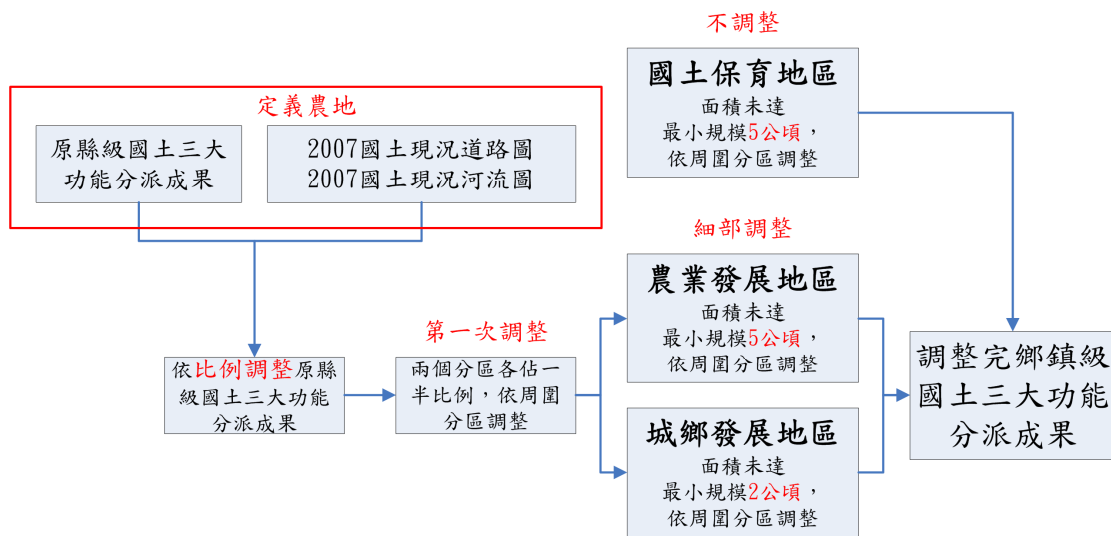 不調整
國土保育地區
面積未達
最小規模5公頃，
依周圍分區調整
定義農地
原縣級國土三大
功能分派成果
2007國土現況道路圖
2007國土現況河流圖
細部調整
農業發展地區
面積未達
最小規模5公頃，
依周圍分區調整
第一次調整
依比例調整原縣
級國土三大功能
分派成果
兩個分區各佔一
半比例，依周圍
分區調整
城鄉發展地區
面積未達
最小規模2公頃，
依周圍分區調整
調整完鄉鎮級
國土三大功能
分派成果